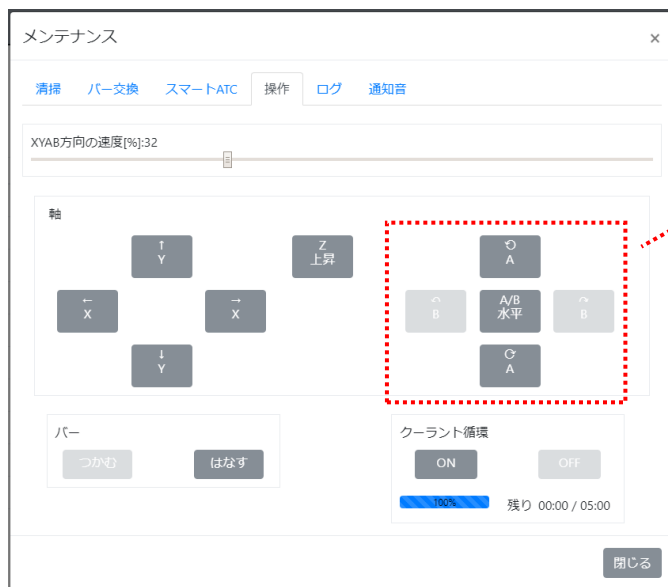 メンテナンス ×
清掃 バー交換 スマートATC 操作 ログ 通知音
XYAB方向の速度[%]:32
軸
↑
Y
Z
上昇
A
←
X
→
X
B
A/B
水平
B
↓
Y
A
バー
つかむ はなす
クーラント循環
ON OFF
100% 残り 00:00 / 05:00
閉じる